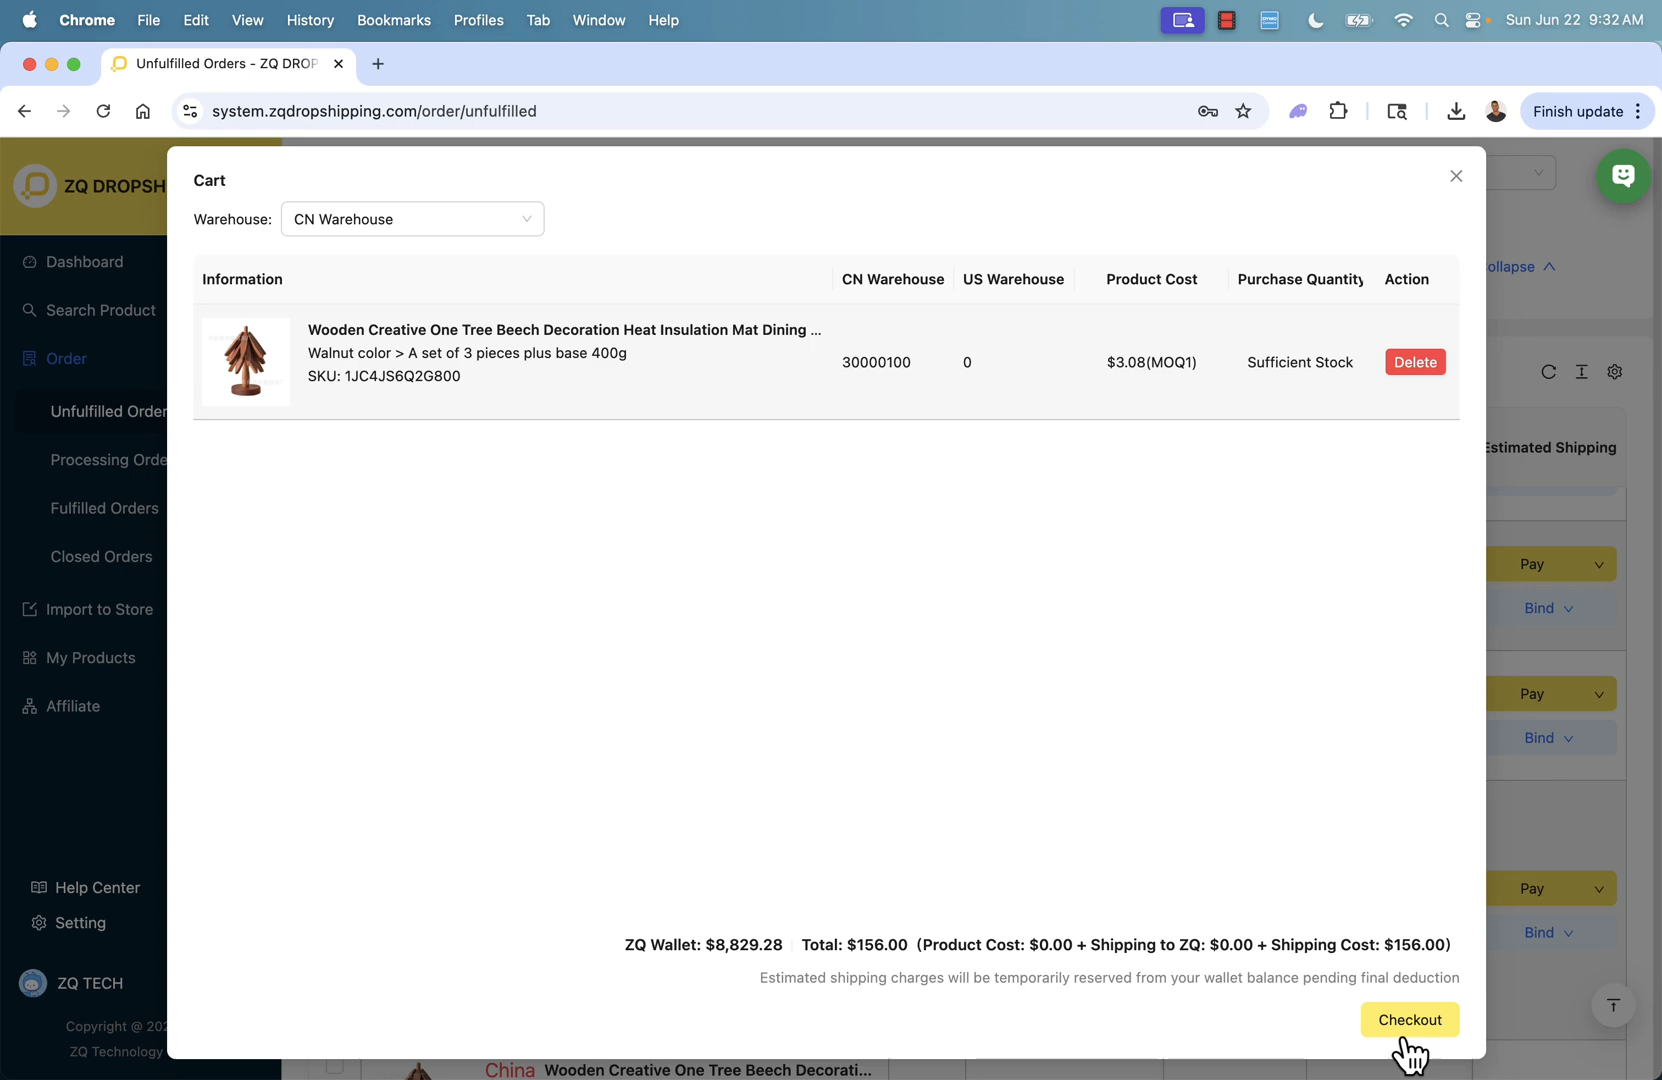 Chrome File Edit View History Bookmarks Profiles Tab Window Help Sun Jun 22 9:32 AM
Unfulfilled Orders - ZQ DROP
system.zqdropshipping.com/order/unfulfilled
Finish update
ZQ DROPSH
Cart
Warehouse: CN Warehouse
Dashboard
Search Product
Order
Unfulfilled Order
Processing Orde
Fulfilled Orders
Closed Orders
Import to Store
My Products
Affiliate
Help Center
Setting
ZQ TECH
Copyright @ 202
ZQ Technology
Information CN Warehouse US Warehouse Product Cost Purchase Quantity Action
Wooden Creative One Tree Beech Decoration Heat Insulation Mat Dining ...
Walnut color > A set of 3 pieces plus base 400g
SKU: 1JC4JS6Q2G800
30000100 0 $3.08(MOQ1) Sufficient Stock Delete
ZQ Wallet: $8,829.28 Total: $156.00 (Product Cost: $0.00 + Shipping to ZQ: $0.00 + Shipping Cost: $156.00)
Estimated shipping charges will be temporarily reserved from your wallet balance pending final deduction
Checkout
ollapse
Estimated Shipping
Pay
Bind
Pay
Bind
Pay
Bind
China Wooden Creative One Tree Beech Decorati...